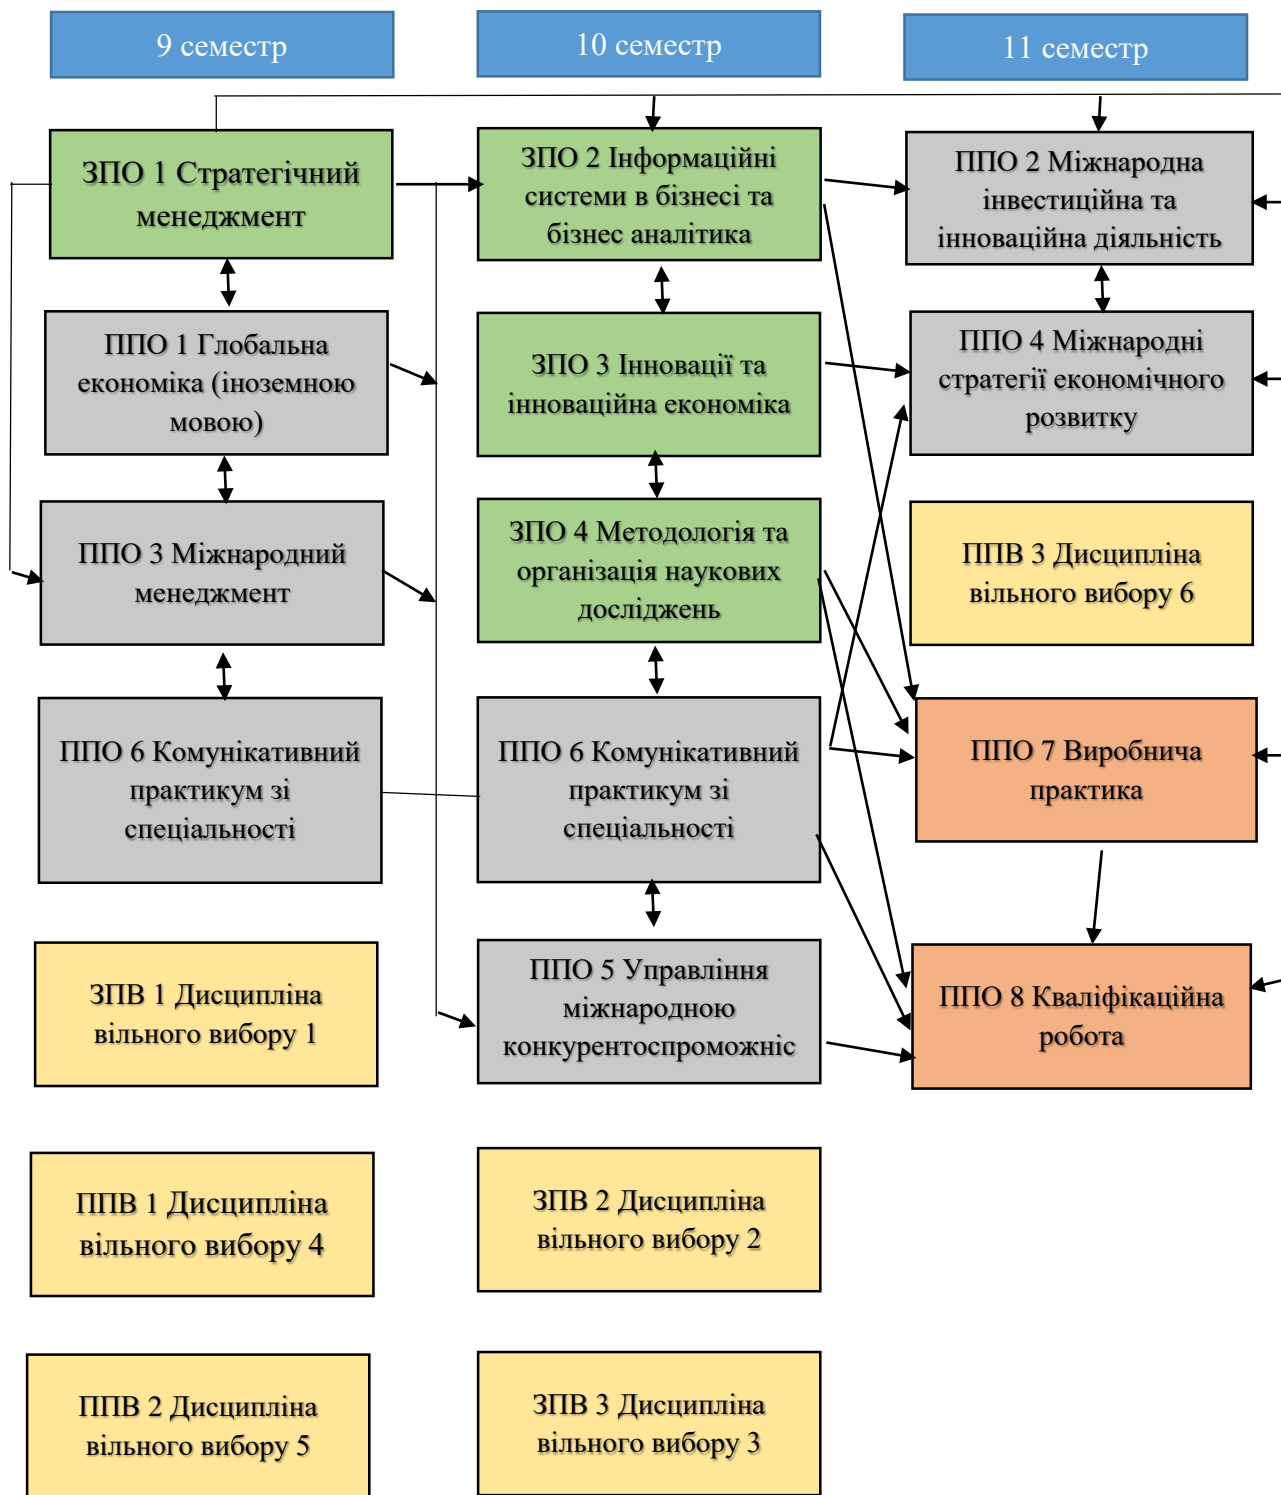 9 семестр
10 семестр
11 семестр
ЗПО 1 Стратегічний
менеджмент
ППО 1 Глобальна
економіка (іноземною
мовою)
ППО 3 Міжнародний
менеджмент
ППО 6 Комунікативний
практикум зі
спеціальності
ЗПВ 1 Дисципліна
вільного вибору 1
ППВ 1 Дисципліна
вільного вибору 4
ППВ 2 Дисципліна
вільного вибору 5
ЗПО 2 Інформаційні
системи в бізнесі та
бізнес аналітика
ЗПО 3 Інновації та
інноваційна економіка
ЗПО 4 Методологія та
організація наукових
досліджень
ППО 6 Комунікативний
практикум зі
спеціальності
ППО 5 Управління
міжнародною
конкурентоспроможніс
ЗПВ 2 Дисципліна
вільного вибору 2
ЗПВ 3 Дисципліна
вільного вибору 3
ППО 2 Міжнародна
інвестиційна та
інноваційна діяльність
ППО 4 Міжнародні
стратегії економічного
розвитку
ППВ 3 Дисципліна
вільного вибору 6
ППО 7 Виробнича
практика
ППО 8 Кваліфікаційна
робота